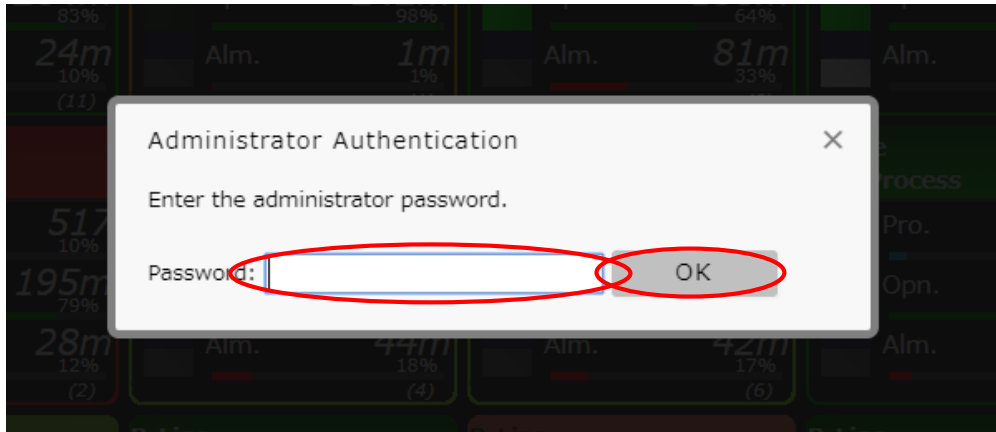 83% 98% 64%
24m Alm. 1m Alm. 81m Alm.
10% 1% 33%
(11)
Administrator Authentication ×
Enter the administrator password.
rocess
517 Pro.
10%
Password: OK
195m Opn.
79%
28m Alm. 44m Alm. 42m Alm.
12% 18% 17%
(2) (4) (6)